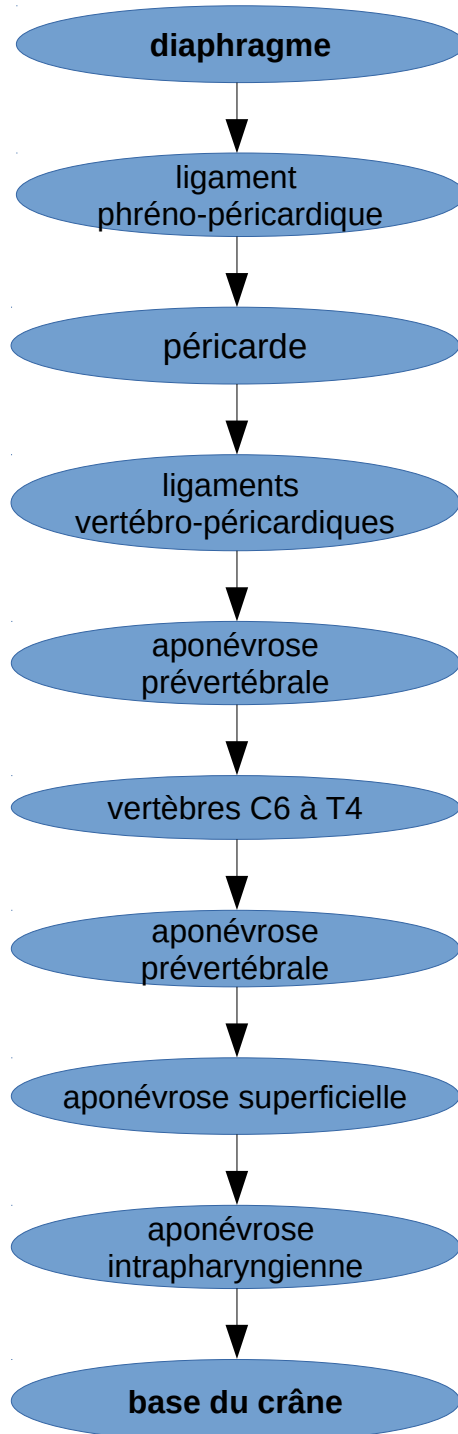 diaphragme
ligament
phréno-péricardique
péricarde
ligaments
vertébro-péricardiques
aponévrose
prévertébrale
vertèbres C6 à T4
aponévrose
prévertébrale
aponévrose superficielle
aponévrose
intrapharyngienne
base du crâne